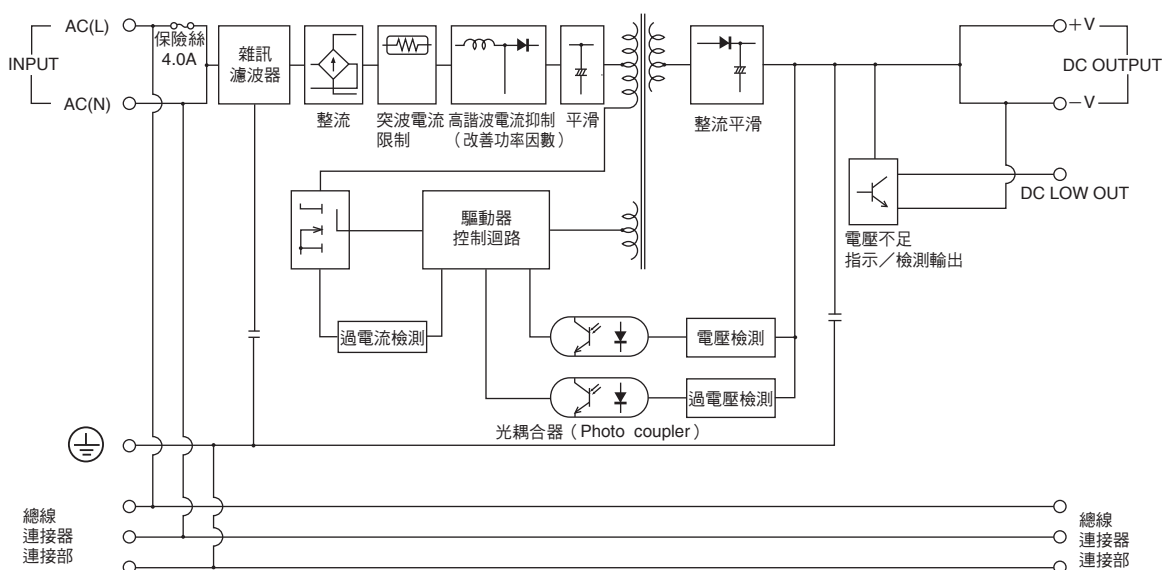 AC(L)
保險絲
4.0A
INPUT
AC(N)
雜訊
濾波器
整流
突波電流
限制
高諧波電流抑制
（改善功率因數）
平滑
整流平滑
+V
DC OUTPUT
-V
DC LOW OUT
電壓不足
指示／檢測輸出
驅動器
控制迴路
過電流檢測
電壓檢測
過電壓檢測
光耦合器（Photo coupler）
總線
連接器
連接部
總線
連接器
連接部